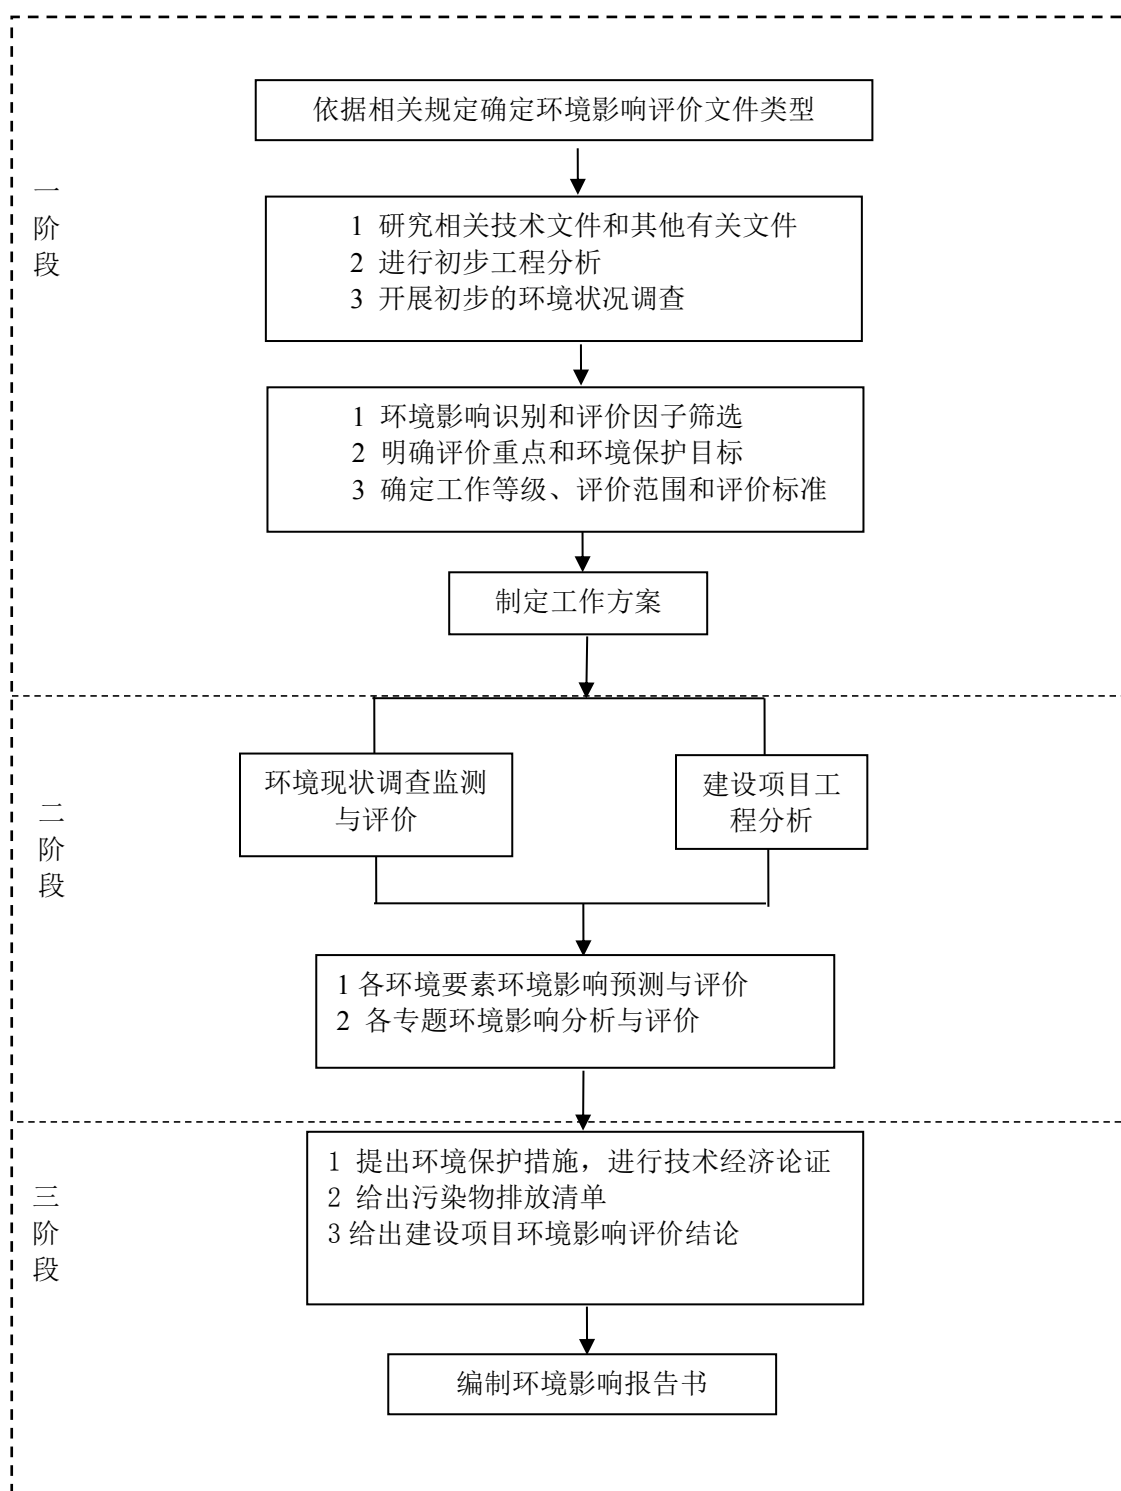 依据相关规定确定环境影响评价文件类型
一
阶
段
1 研究相关技术文件和其他有关文件
2 进行初步工程分析
3 开展初步的环境状况调查
1 环境影响识别和评价因子筛选
2 明确评价重点和环境保护目标
3 确定工作等级、评价范围和评价标准
制定工作方案
二
阶
段
环境现状调查监测
与评价
建设项目工
程分析
1 各环境要素环境影响预测与评价
2 各专题环境影响分析与评价
三
阶
段
1 提出环境保护措施，进行技术经济论证
2 给出污染物排放清单
3 给出建设项目环境影响评价结论
编制环境影响报告书